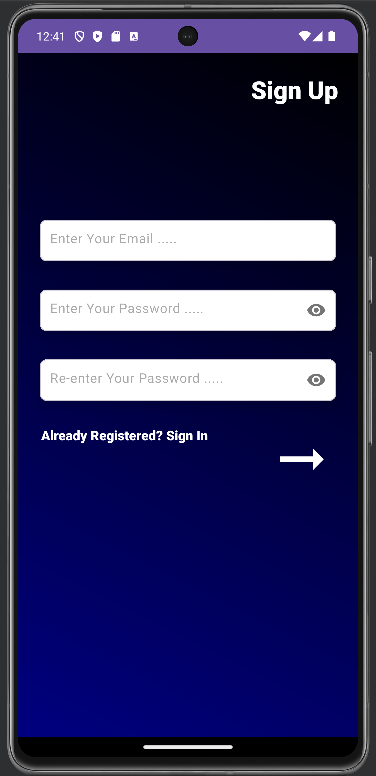 12:41
Sign Up
Enter Your Email .....
Enter Your Password .....
Re-enter Your Password .....
Already Registered? Sign In